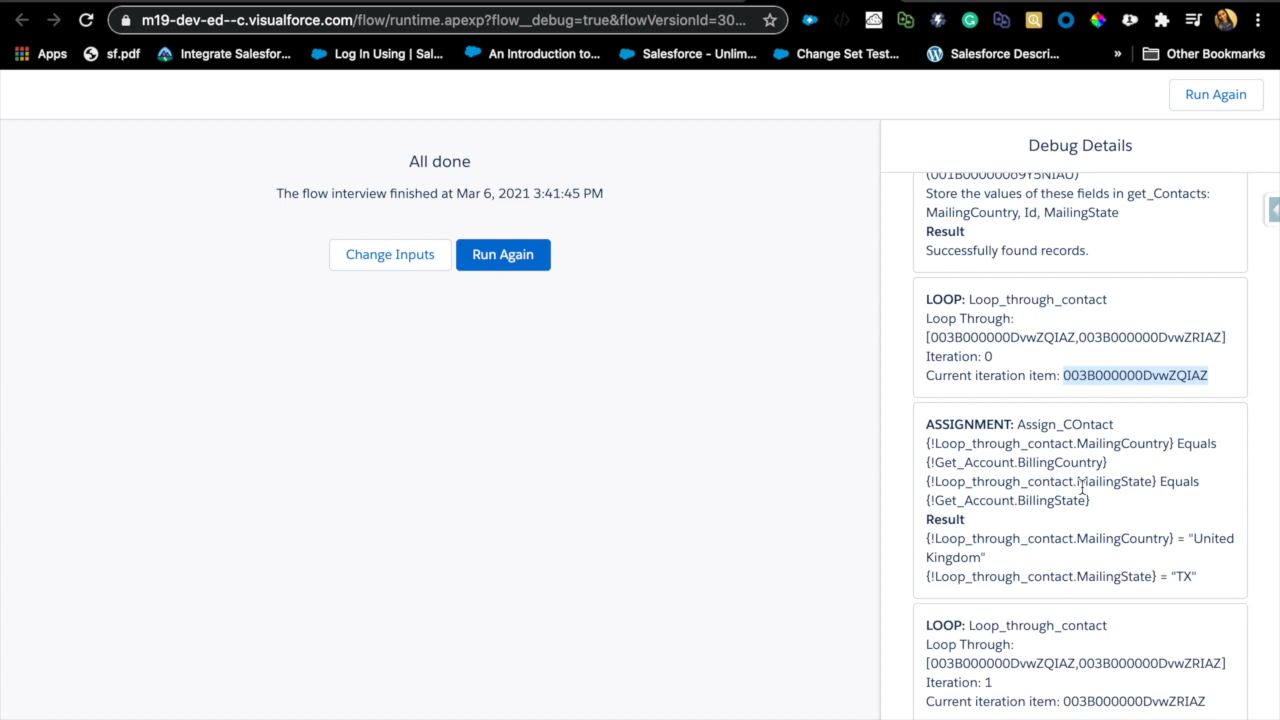 m19-dev-ed--c.visualforce.com/flow/runtime.apexp?flow__debug=true&flowVersionId=30...
Apps
sf.pdf
Integrate Salesfor...
Log In Using | Sal...
An Introduction to...
Salesforce - Unlim...
Change Set Test...
Salesforce Descri...
»
Other Bookmarks
Run Again
All done
The flow interview finished at Mar 6, 2021 3:41:45 PM
Change Inputs
Run Again
Debug Details
Store the values of these fields in get_Contacts:
MailingCountry, Id, MailingState
Result
Successfully found records.
LOOP: Loop_through_contact
Loop Through:
[003B000000DvwZQIAZ,003B000000DvwZRIAZ]
Iteration: 0
Current iteration item: 003B000000DvwZQIAZ
ASSIGNMENT: Assign_COntact
{!Loop_through_contact.MailingCountry} Equals
{!Get_Account.BillingCountry}
{!Loop_through_contact.MailingState} Equals
{!Get_Account.BillingState}
Result
{!Loop_through_contact.MailingCountry} = "United
Kingdom"
{!Loop_through_contact.MailingState} = "TX"
LOOP: Loop_through_contact
Loop Through:
[003B000000DvwZQIAZ,003B000000DvwZRIAZ]
Iteration: 1
Current iteration item: 003B000000DvwZRIAZ